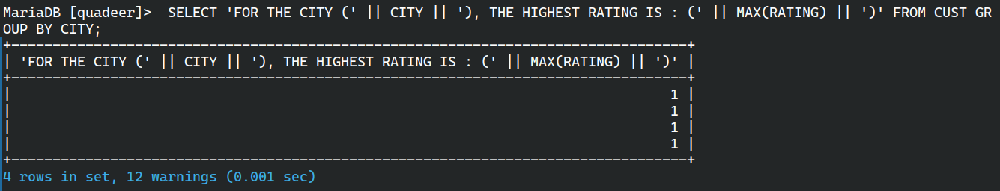 MariaDB [quadeer]>  SELECT 'FOR THE CITY (' || CITY || '), THE HIGHEST RATING IS : (' || MAX(RATING) || ')' FROM CUST GR
OUP BY CITY;
+----------------------------------------------------------------------------------+
| 'FOR THE CITY (' || CITY || '), THE HIGHEST RATING IS : (' || MAX(RATING) || ')' |
+----------------------------------------------------------------------------------+
|                                                                                1 |
|                                                                                1 |
|                                                                                1 |
|                                                                                1 |
+----------------------------------------------------------------------------------+
4 rows in set, 12 warnings (0.001 sec)